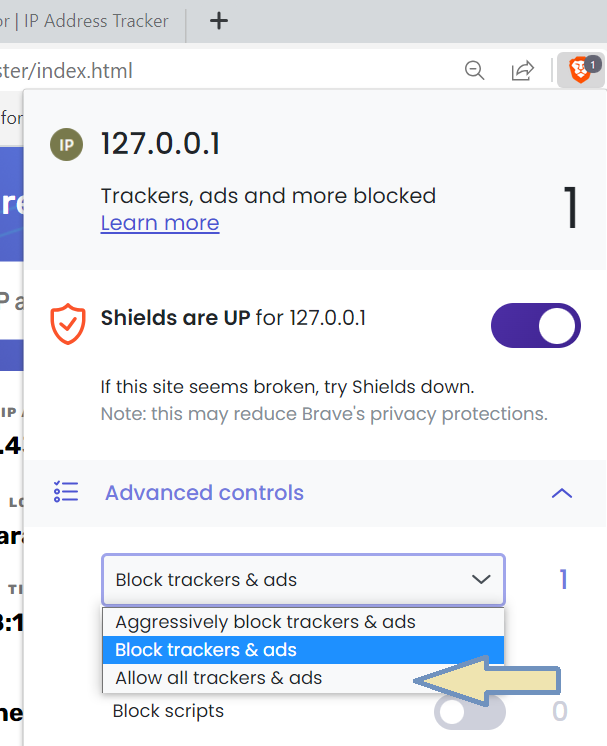 or | IP Address Tracker +
ster/index.html
1
for
IP 127.0.0.1
re
Trackers, ads and more blocked 1
Learn more
P a
Shields are UP for 127.0.0.1
If this site seems broken, try Shields down.
IP A
Note: this may reduce Brave's privacy protections.
.43
Advanced controls
LO
ara
Block trackers & ads 1
TI
Aggressively block trackers & ads
3:1
Block trackers & ads
Allow all trackers & ads
ne
Block scripts 0